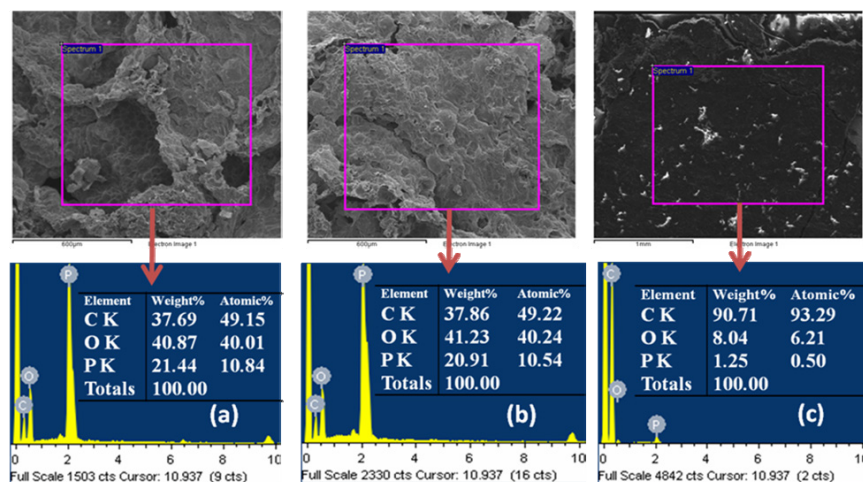 Spectrum 1
600µm Electron Image 1
Spectrum 1
600µm Electron Image 1
Spectrum 1
1mm Electron Image 1
P
O
C
Element Weight% Atomic%
C K 37.69 49.15
O K 40.87 40.01
P K 21.44 10.84
Totals 100.00
(a)
0 2 4 6 8 10
Full Scale 1503 cts Cursor: 10.937 (9 cts)
P
O
C
Element Weight% Atomic%
C K 37.86 49.22
O K 41.23 40.24
P K 20.91 10.54
Totals 100.00
(b)
0 2 4 6 8 10
Full Scale 2330 cts Cursor: 10.937 (16 cts)
C
O
P
Element Weight% Atomic%
C K 90.71 93.29
O K 8.04 6.21
P K 1.25 0.50
Totals 100.00
(c)
0 2 4 6 8 10
Full Scale 4842 cts Cursor: 10.937 (2 cts)